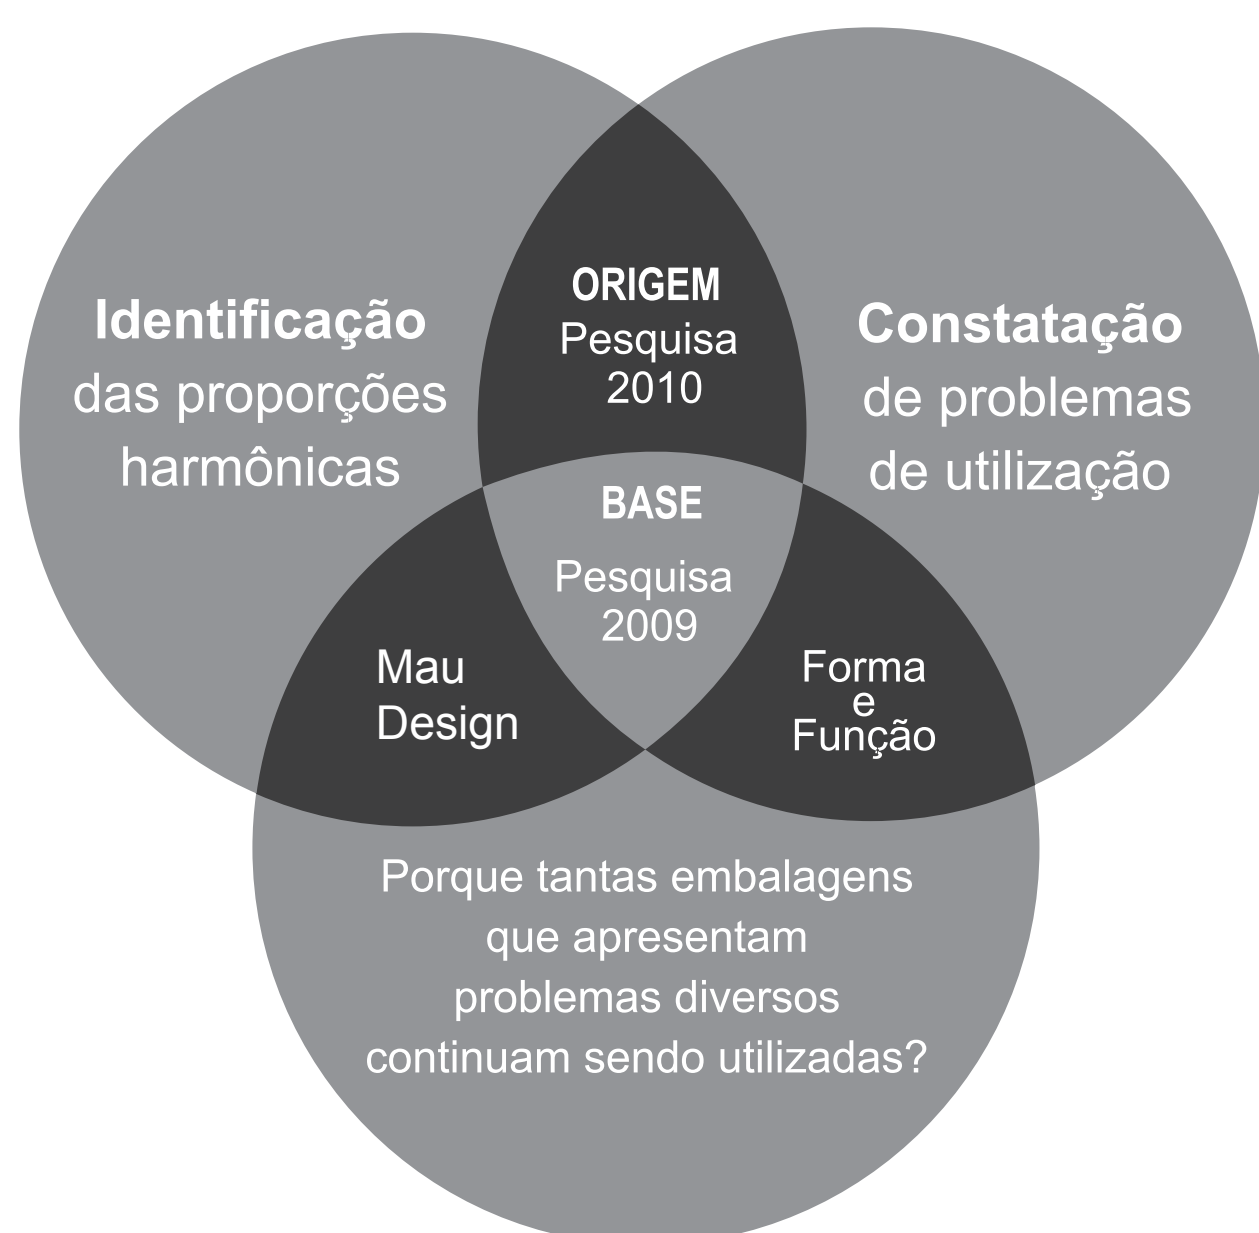 Identificação
das proporções
harmônicas
ORIGEM
Pesquisa
2010
Constatação
de problemas
de utilização
BASE
Pesquisa
2009
Mau
Design
Forma
e
Função
Porque tantas embalagens
que apresentam
problemas diversos
continuam sendo utilizadas?